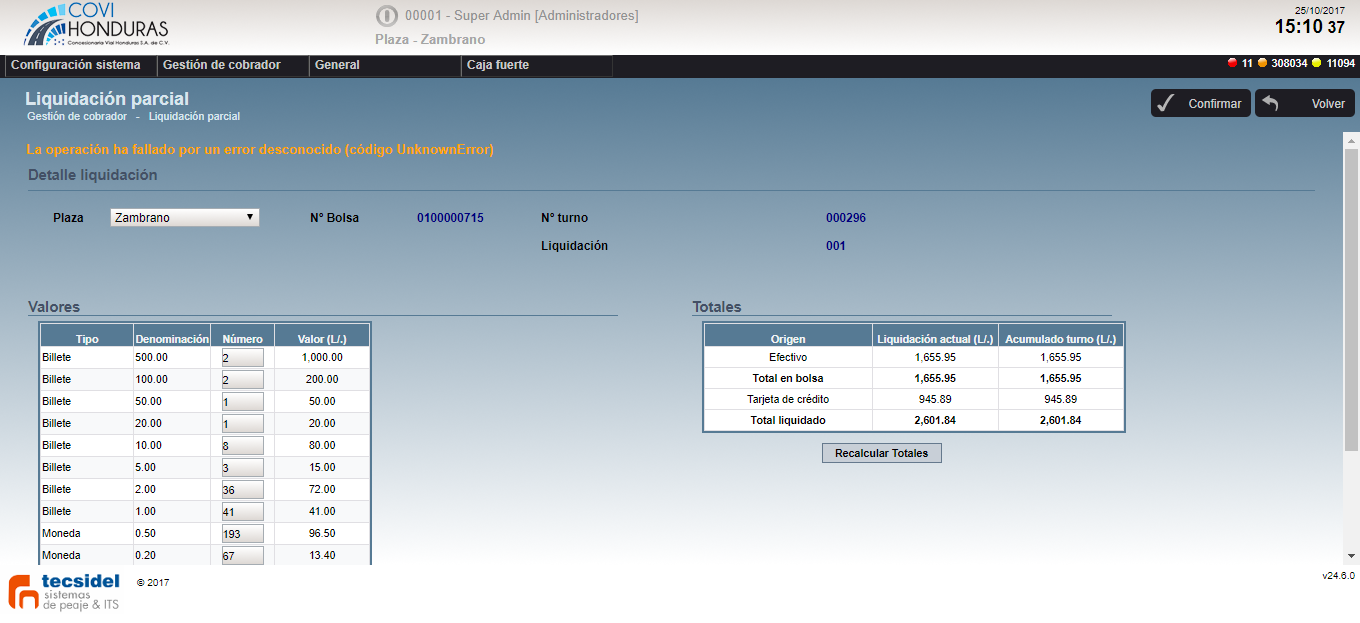 COVI
HONDURAS
Concesionaria Vial Honduras S.A. de C.V.
00001 - Super Admin [Administradores]
Plaza - Zambrano
25/10/2017
15:10 37
Configuración sistema Gestión de cobrador General Caja fuerte 11 308034 11094
Liquidación parcial
Gestión de cobrador - Liquidación parcial
Confirmar Volver
La operación ha fallado por un error desconocido (código UnknownError)
Detalle liquidación
Plaza Zambrano Nº Bolsa 0100000715 Nº turno 000296
Liquidación 001
Valores
Tipo Denominación Número Valor (L/.)
Billete 500.00 2 1,000.00
Billete 100.00 2 200.00
Billete 50.00 1 50.00
Billete 20.00 1 20.00
Billete 10.00 8 80.00
Billete 5.00 3 15.00
Billete 2.00 36 72.00
Billete 1.00 41 41.00
Moneda 0.50 193 96.50
Moneda 0.20 67 13.40
Totales
Origen Liquidación actual (L/.) Acumulado turno (L/.)
Efectivo 1,655.95 1,655.95
Total en bolsa 1,655.95 1,655.95
Tarjeta de crédito 945.89 945.89
Total liquidado 2,601.84 2,601.84
Recalcular Totales
tecsidel
sistemas
de peaje & ITS
© 2017
v24.6.0